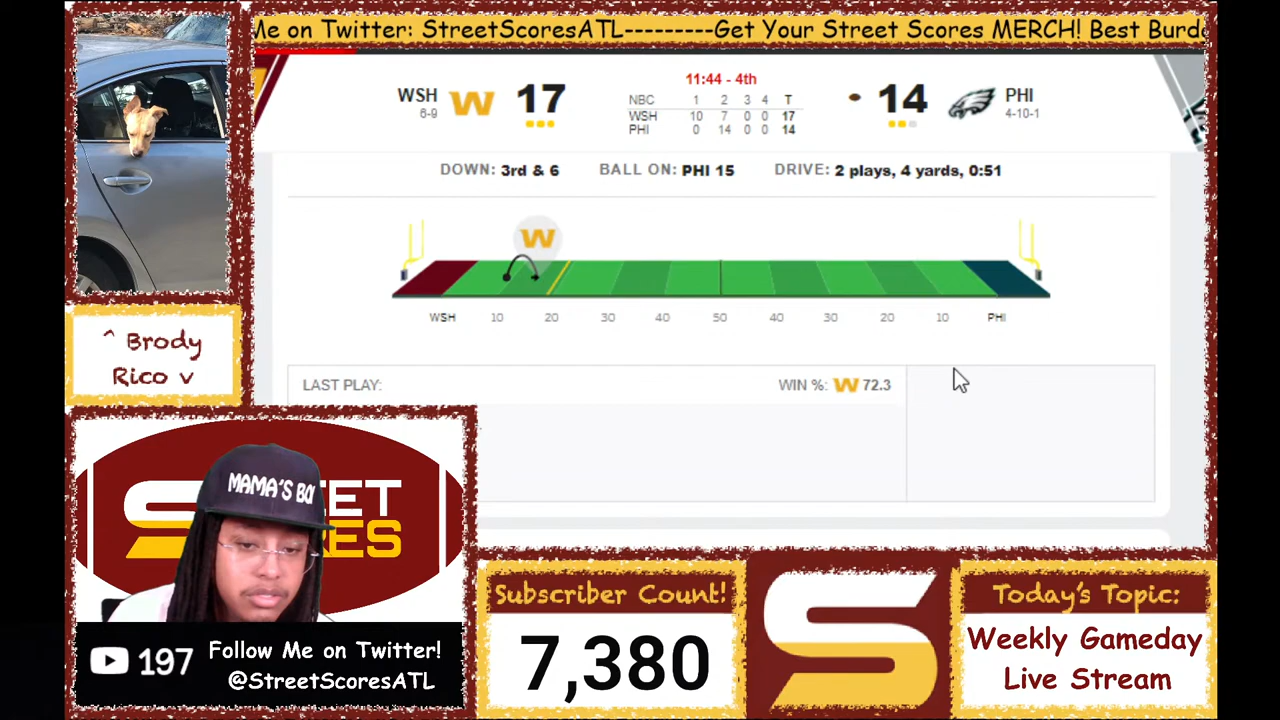 Me on Twitter: StreetScoresATL---------Get Your Street Scores MERCH! Best Burd
WSH
6-9
W
17
11:44 - 4th
NBC 1 2 3 4 T
WSH 10 7 0 0 17
PHI 0 14 0 0 14
14
PHI
4-10-1
DOWN: 3rd & 6 BALL ON: PHI 15 DRIVE: 2 plays, 4 yards, 0:51
W
WSH 10 20 30 40 50 40 30 20 10 PHI
LAST PLAY: WIN %: W 72.3
^ Brody
Rico v
MAMA'S BOY
EET
RES
197
Follow Me on Twitter!
@StreetScoresATL
Subscriber Count!
7,380
S
Today's Topic:
Weekly Gameday
Live Stream